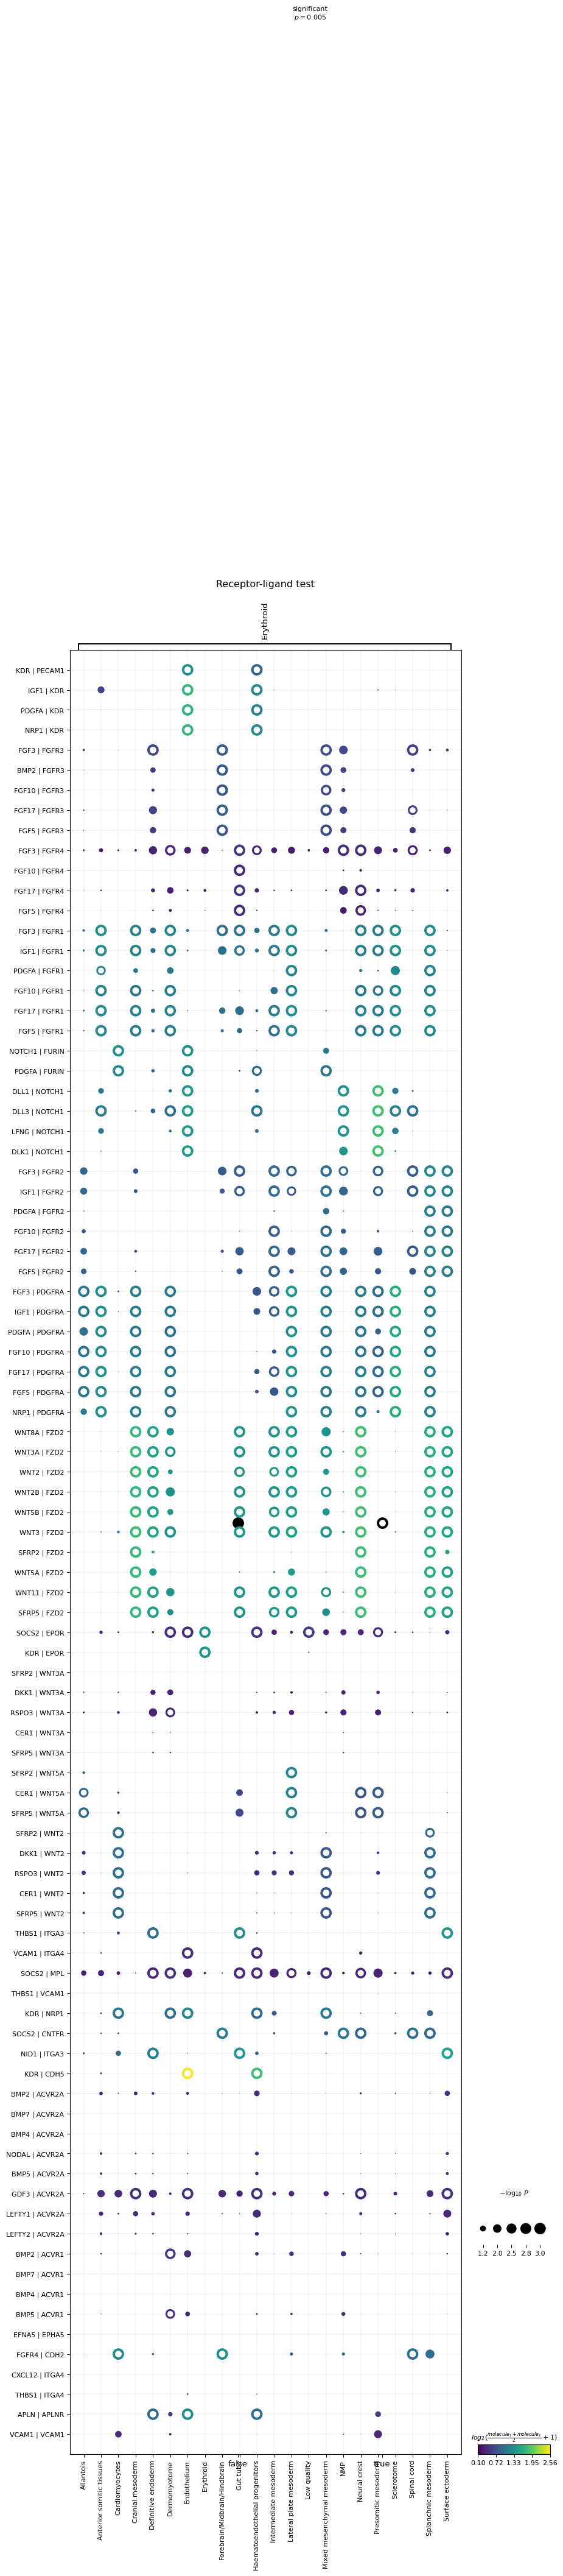 significant
p = 0.005
Receptor-ligand test
Erythroid
KDR | PECAM1
IGF1 | KDR
PDGFA | KDR
NRP1 | KDR
FGF3 | FGFR3
BMP2 | FGFR3
FGF10 | FGFR3
FGF17 | FGFR3
FGF5 | FGFR3
FGF3 | FGFR4
FGF10 | FGFR4
FGF17 | FGFR4
FGF5 | FGFR4
FGF3 | FGFR1
IGF1 | FGFR1
PDGFA | FGFR1
FGF10 | FGFR1
FGF17 | FGFR1
FGF5 | FGFR1
NOTCH1 | FURIN
PDGFA | FURIN
DLL1 | NOTCH1
DLL3 | NOTCH1
LFNG | NOTCH1
DLK1 | NOTCH1
FGF3 | FGFR2
IGF1 | FGFR2
PDGFA | FGFR2
FGF10 | FGFR2
FGF17 | FGFR2
FGF5 | FGFR2
FGF3 | PDGFRA
IGF1 | PDGFRA
PDGFA | PDGFRA
FGF10 | PDGFRA
FGF17 | PDGFRA
FGF5 | PDGFRA
NRP1 | PDGFRA
WNT8A | FZD2
WNT3A | FZD2
WNT2 | FZD2
WNT2B | FZD2
WNT5B | FZD2
WNT3 | FZD2
SFRP2 | FZD2
WNT5A | FZD2
WNT11 | FZD2
SFRP5 | FZD2
SOCS2 | EPOR
KDR | EPOR
SFRP2 | WNT3A
DKK1 | WNT3A
RSPO3 | WNT3A
CER1 | WNT3A
SFRP5 | WNT3A
SFRP2 | WNT5A
CER1 | WNT5A
SFRP5 | WNT5A
SFRP2 | WNT2
DKK1 | WNT2
RSPO3 | WNT2
CER1 | WNT2
SFRP5 | WNT2
THBS1 | ITGA3
VCAM1 | ITGA4
SOCS2 | MPL
THBS1 | VCAM1
KDR | NRP1
SOCS2 | CNTFR
NID1 | ITGA3
KDR | CDH5
BMP2 | ACVR2A
BMP7 | ACVR2A
BMP4 | ACVR2A
NODAL | ACVR2A
BMP5 | ACVR2A
GDF3 | ACVR2A
LEFTY1 | ACVR2A
LEFTY2 | ACVR2A
BMP2 | ACVR1
BMP7 | ACVR1
BMP4 | ACVR1
BMP5 | ACVR1
EFNA5 | EPHA5
FGFR4 | CDH2
CXCL12 | ITGA4
THBS1 | ITGA4
APLN | APLNR
VCAM1 | VCAM1
−log₁₀ P
1.2 2.0 2.5 2.8 3.0
log₂(molecule₁ + molecule₂ / 2 + 1)
0.10 0.72 1.33 1.95 2.56
false true
Allantois
Anterior somitic tissues
Cardiomyocytes
Cranial mesoderm
Definitive endoderm
Dermomyotome
Endothelium
Erythroid
Forebrain/Midbrain/Hindbrain
Gut tube
Haematoendothelial progenitors
Intermediate mesoderm
Lateral plate mesoderm
Low quality
Mixed mesenchymal mesoderm
NMP
Neural crest
Presomitic mesoderm
Sclerotome
Spinal cord
Splanchnic mesoderm
Surface ectoderm